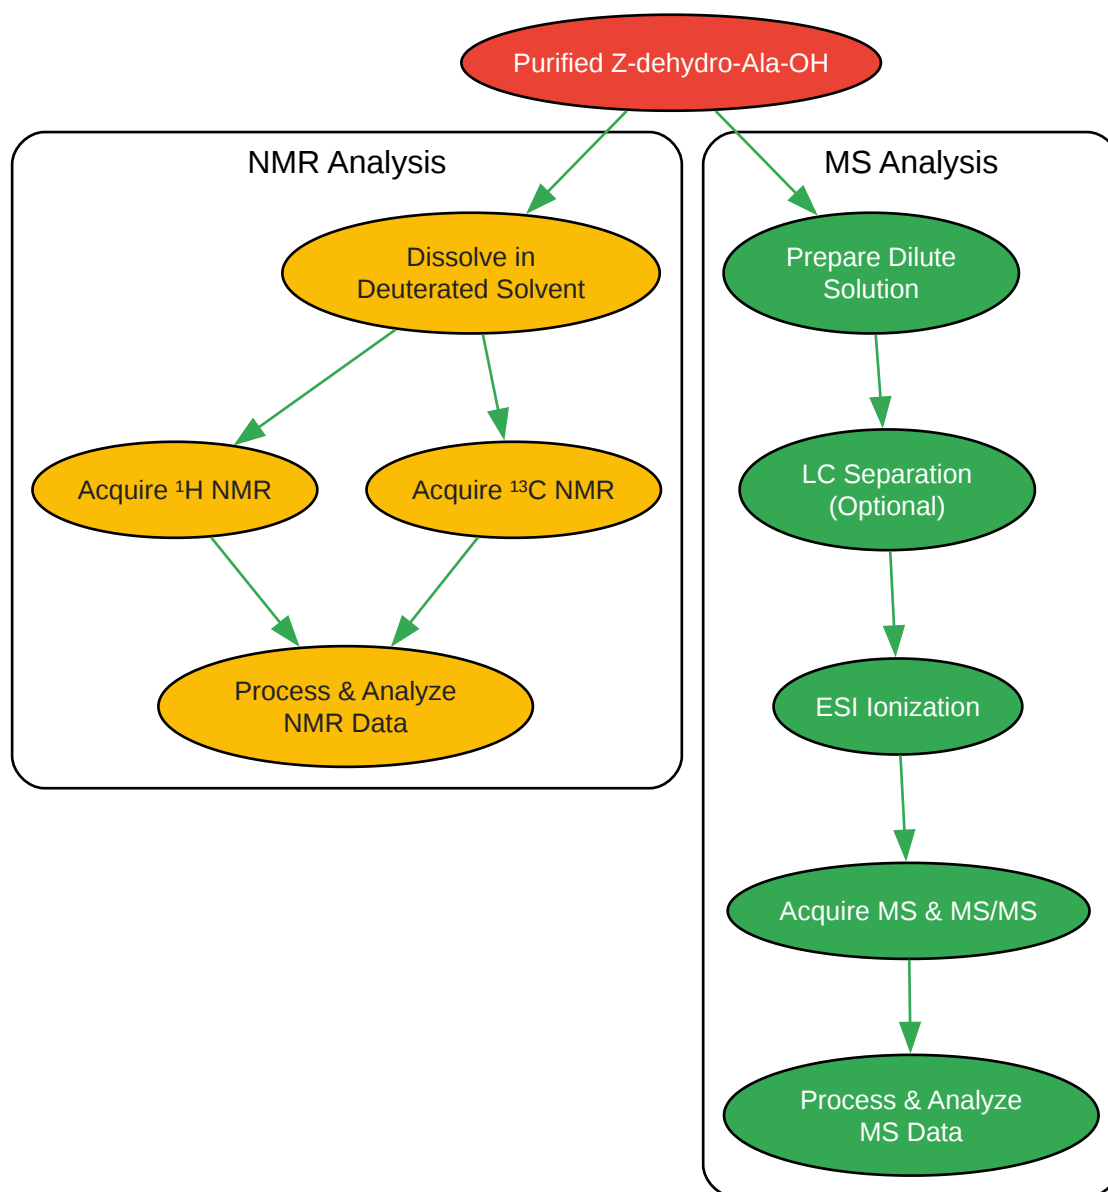 Purified Z-dehydro-Ala-OH
NMR Analysis
Dissolve in
Deuterated Solvent
Acquire ¹H NMR
Acquire ¹³C NMR
Process & Analyze
NMR Data
MS Analysis
Prepare Dilute
Solution
LC Separation
(Optional)
ESI Ionization
Acquire MS & MS/MS
Process & Analyze
MS Data